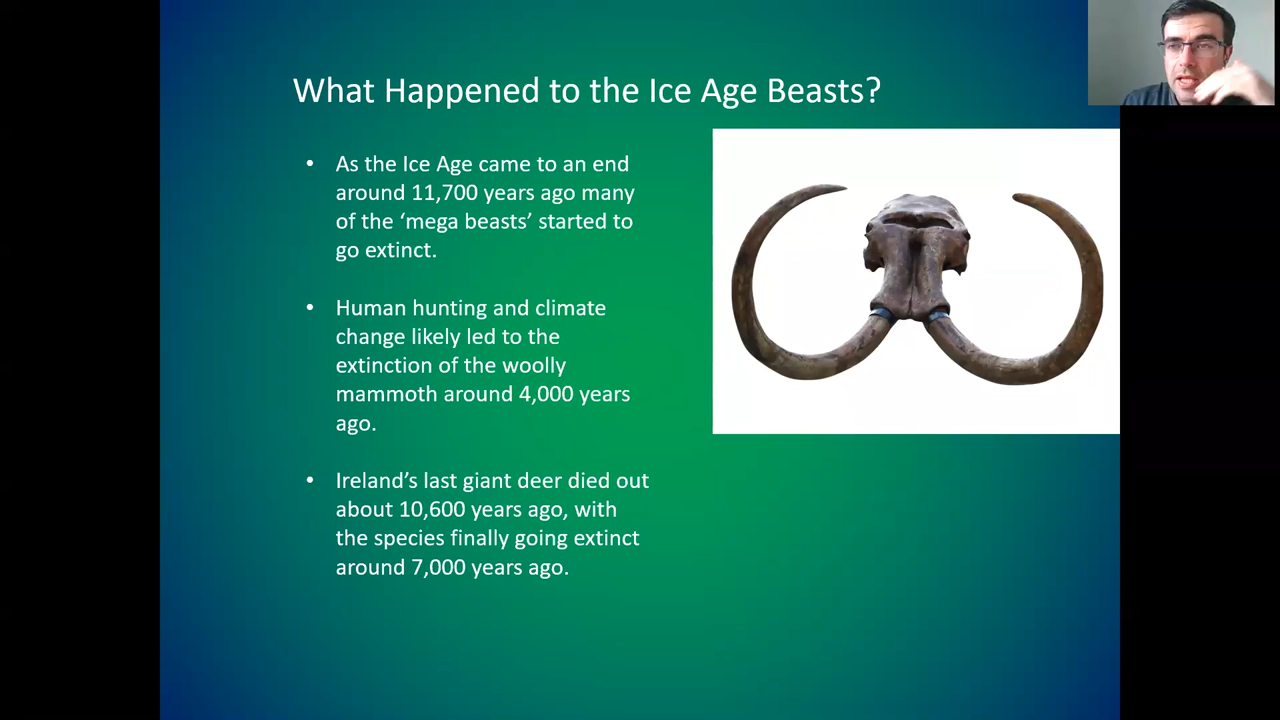 What Happened to the Ice Age Beasts?
• As the Ice Age came to an end
around 11,700 years ago many
of the ‘mega beasts’ started to
go extinct.
• Human hunting and climate
change likely led to the
extinction of the woolly
mammoth around 4,000 years
ago.
• Ireland’s last giant deer died out
about 10,600 years ago, with
the species finally going extinct
around 7,000 years ago.